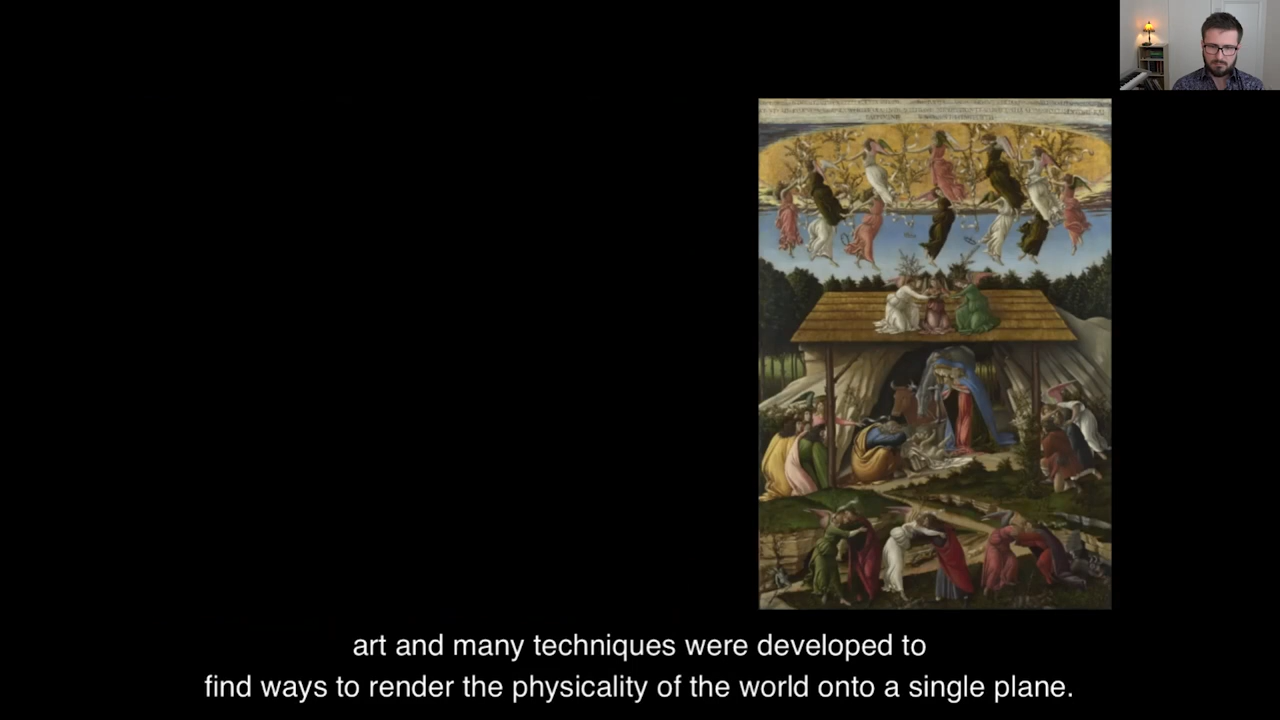 art and many techniques were developed to
find ways to render the physicality of the world onto a single plane.